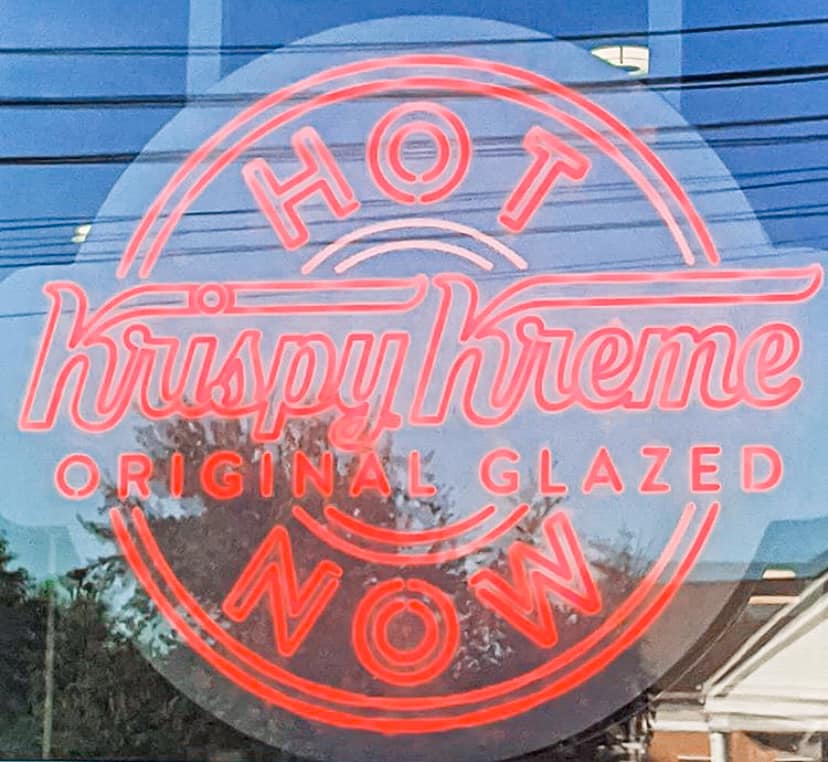 HOT
Krispy Kreme
ORIGINAL GLAZED
NOW